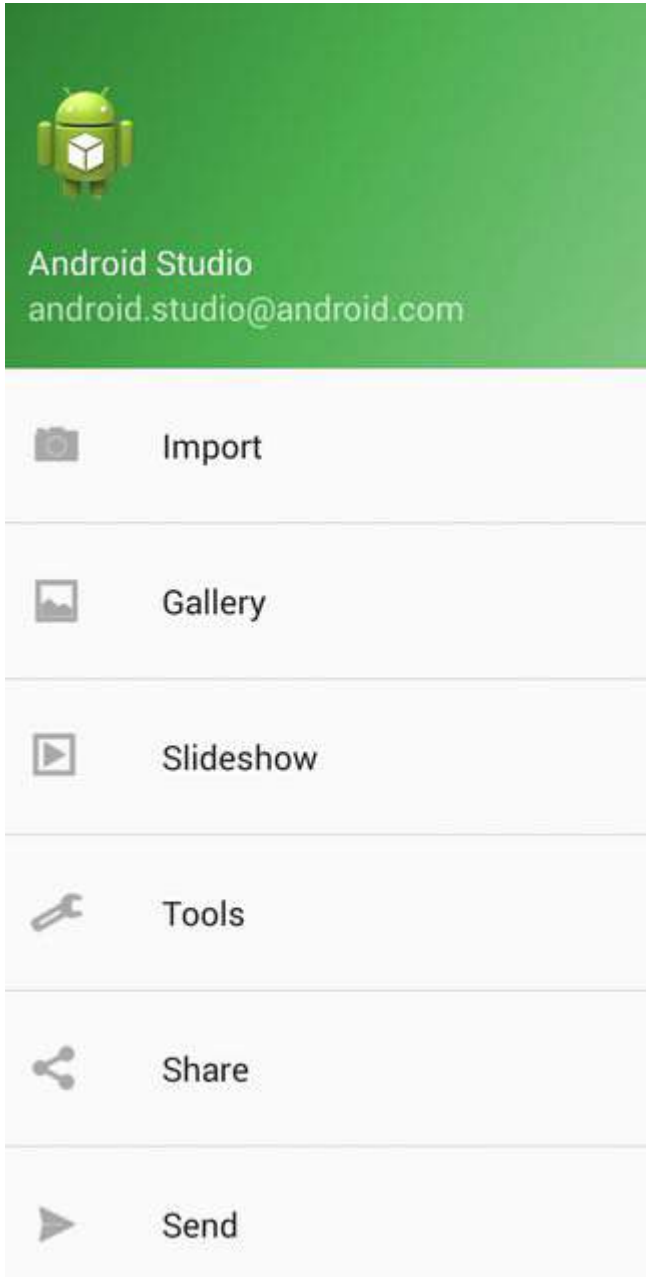 Android Studio
android.studio@android.com
Import
Gallery
Slideshow
Tools
Share
Send